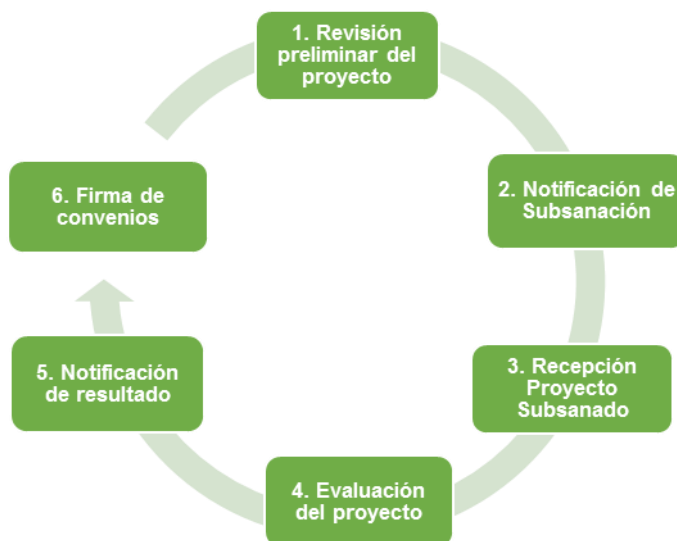 1. Revisión
preliminar del
proyecto
2. Notificación de
Subsanación
3. Recepción
Proyecto
Subsanado
4. Evaluación
del proyecto
5. Notificación
de resultado
6. Firma de
convenios